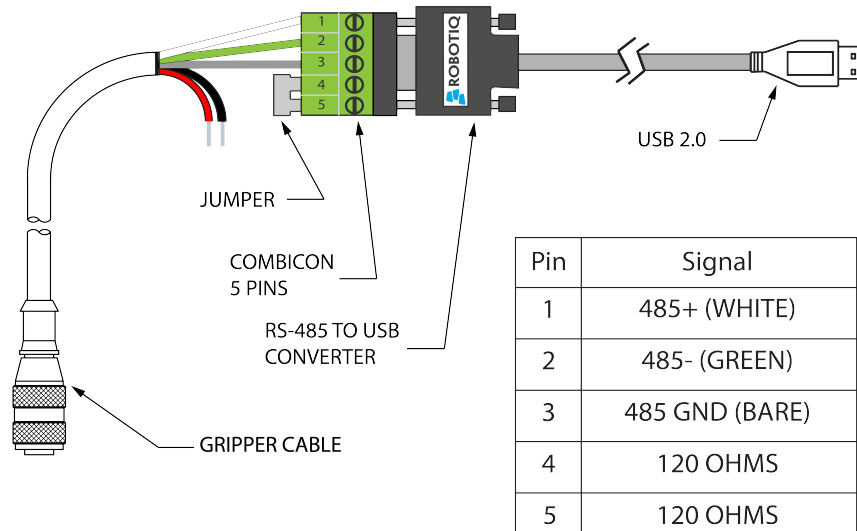 1
2
3
4
5
ROBOTIQ
USB 2.0
JUMPER
COMBICON
5 PINS
RS-485 TO USB
CONVERTER
GRIPPER CABLE
Pin Signal
1 485+ (WHITE)
2 485- (GREEN)
3 485 GND (BARE)
4 120 OHMS
5 120 OHMS